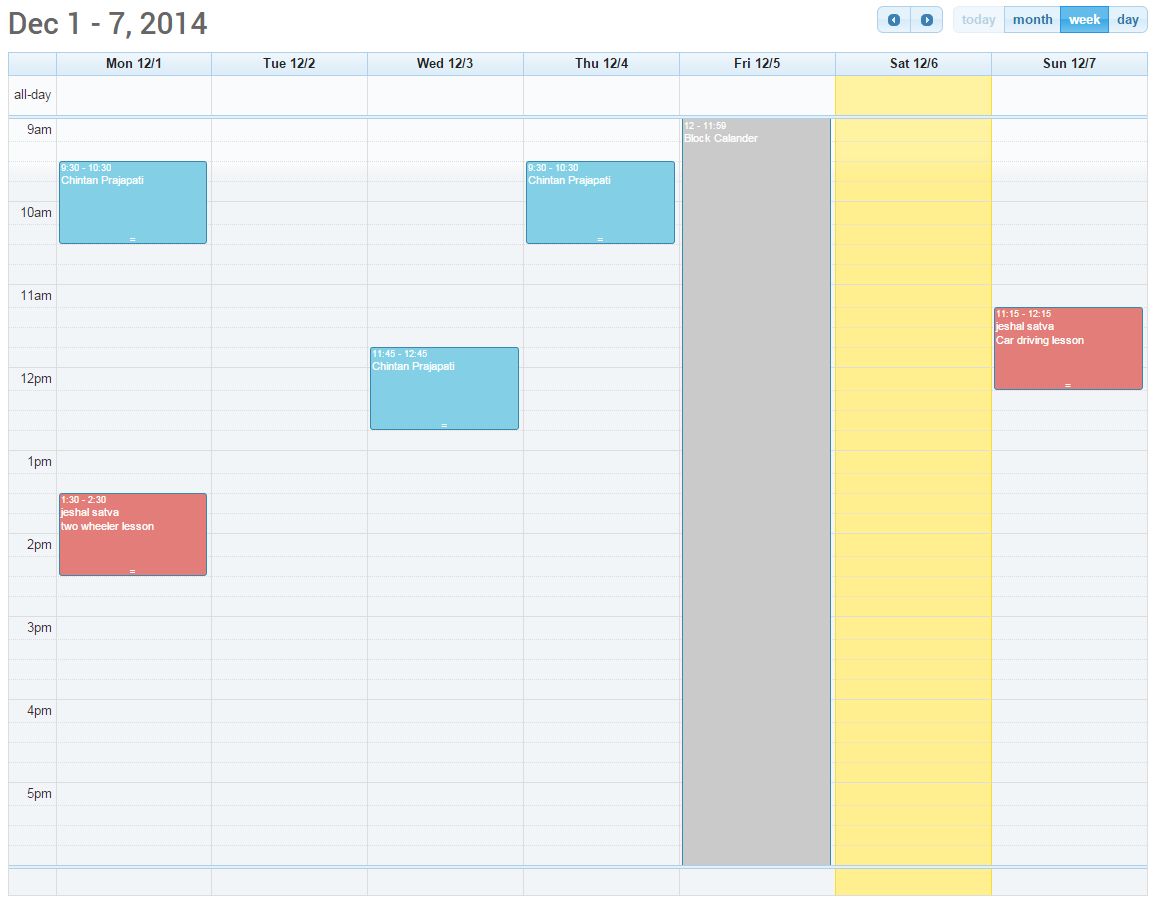 Dec 1 - 7, 2014
today month week day
Mon 12/1 Tue 12/2 Wed 12/3 Thu 12/4 Fri 12/5 Sat 12/6 Sun 12/7
all-day
9am
12 - 11:59
Block Calander
9:30 - 10:30
Chintan Prajapati
9:30 - 10:30
Chintan Prajapati
10am
11am
11:15 - 12:15
jeshal satva
Car driving lesson
11:45 - 12:45
Chintan Prajapati
12pm
1pm
1:30 - 2:30
jeshal satva
two wheeler lesson
2pm
3pm
4pm
5pm